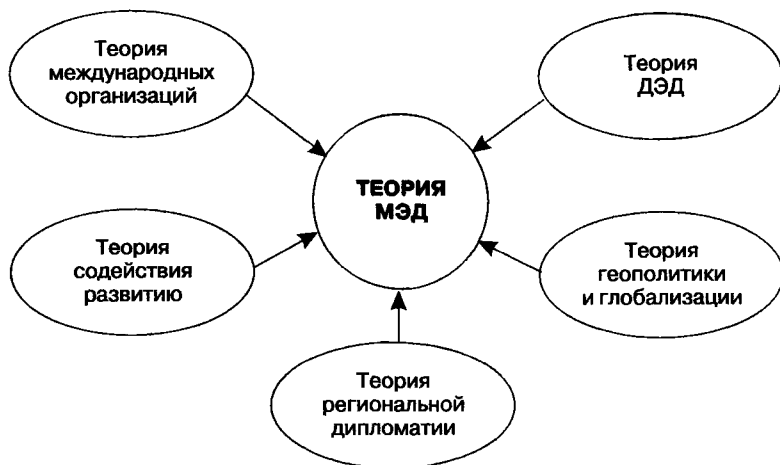 Теория
международных
организаций
Теория
ДЭД
ТЕОРИЯ
МЭД
Теория
содействия
развитию
Теория
геополитики
и глобализации
Теория
региональной
дипломатии